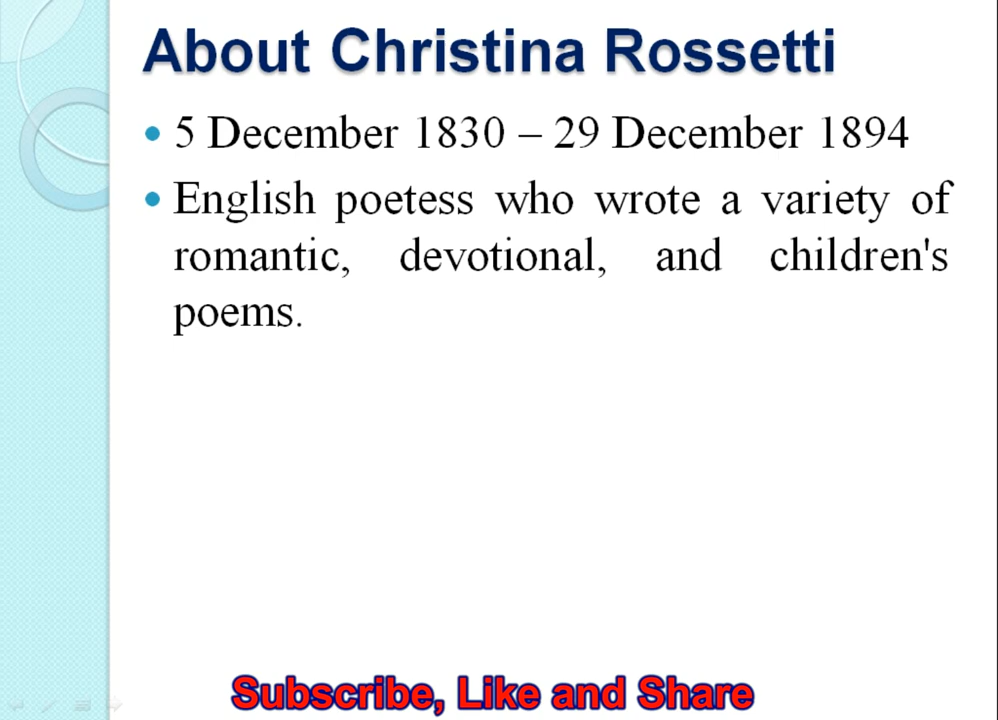 About Christina Rossetti
• 5 December 1830 – 29 December 1894
• English poetess who wrote a variety of
romantic, devotional, and children's
poems.
Subscribe, Like and Share